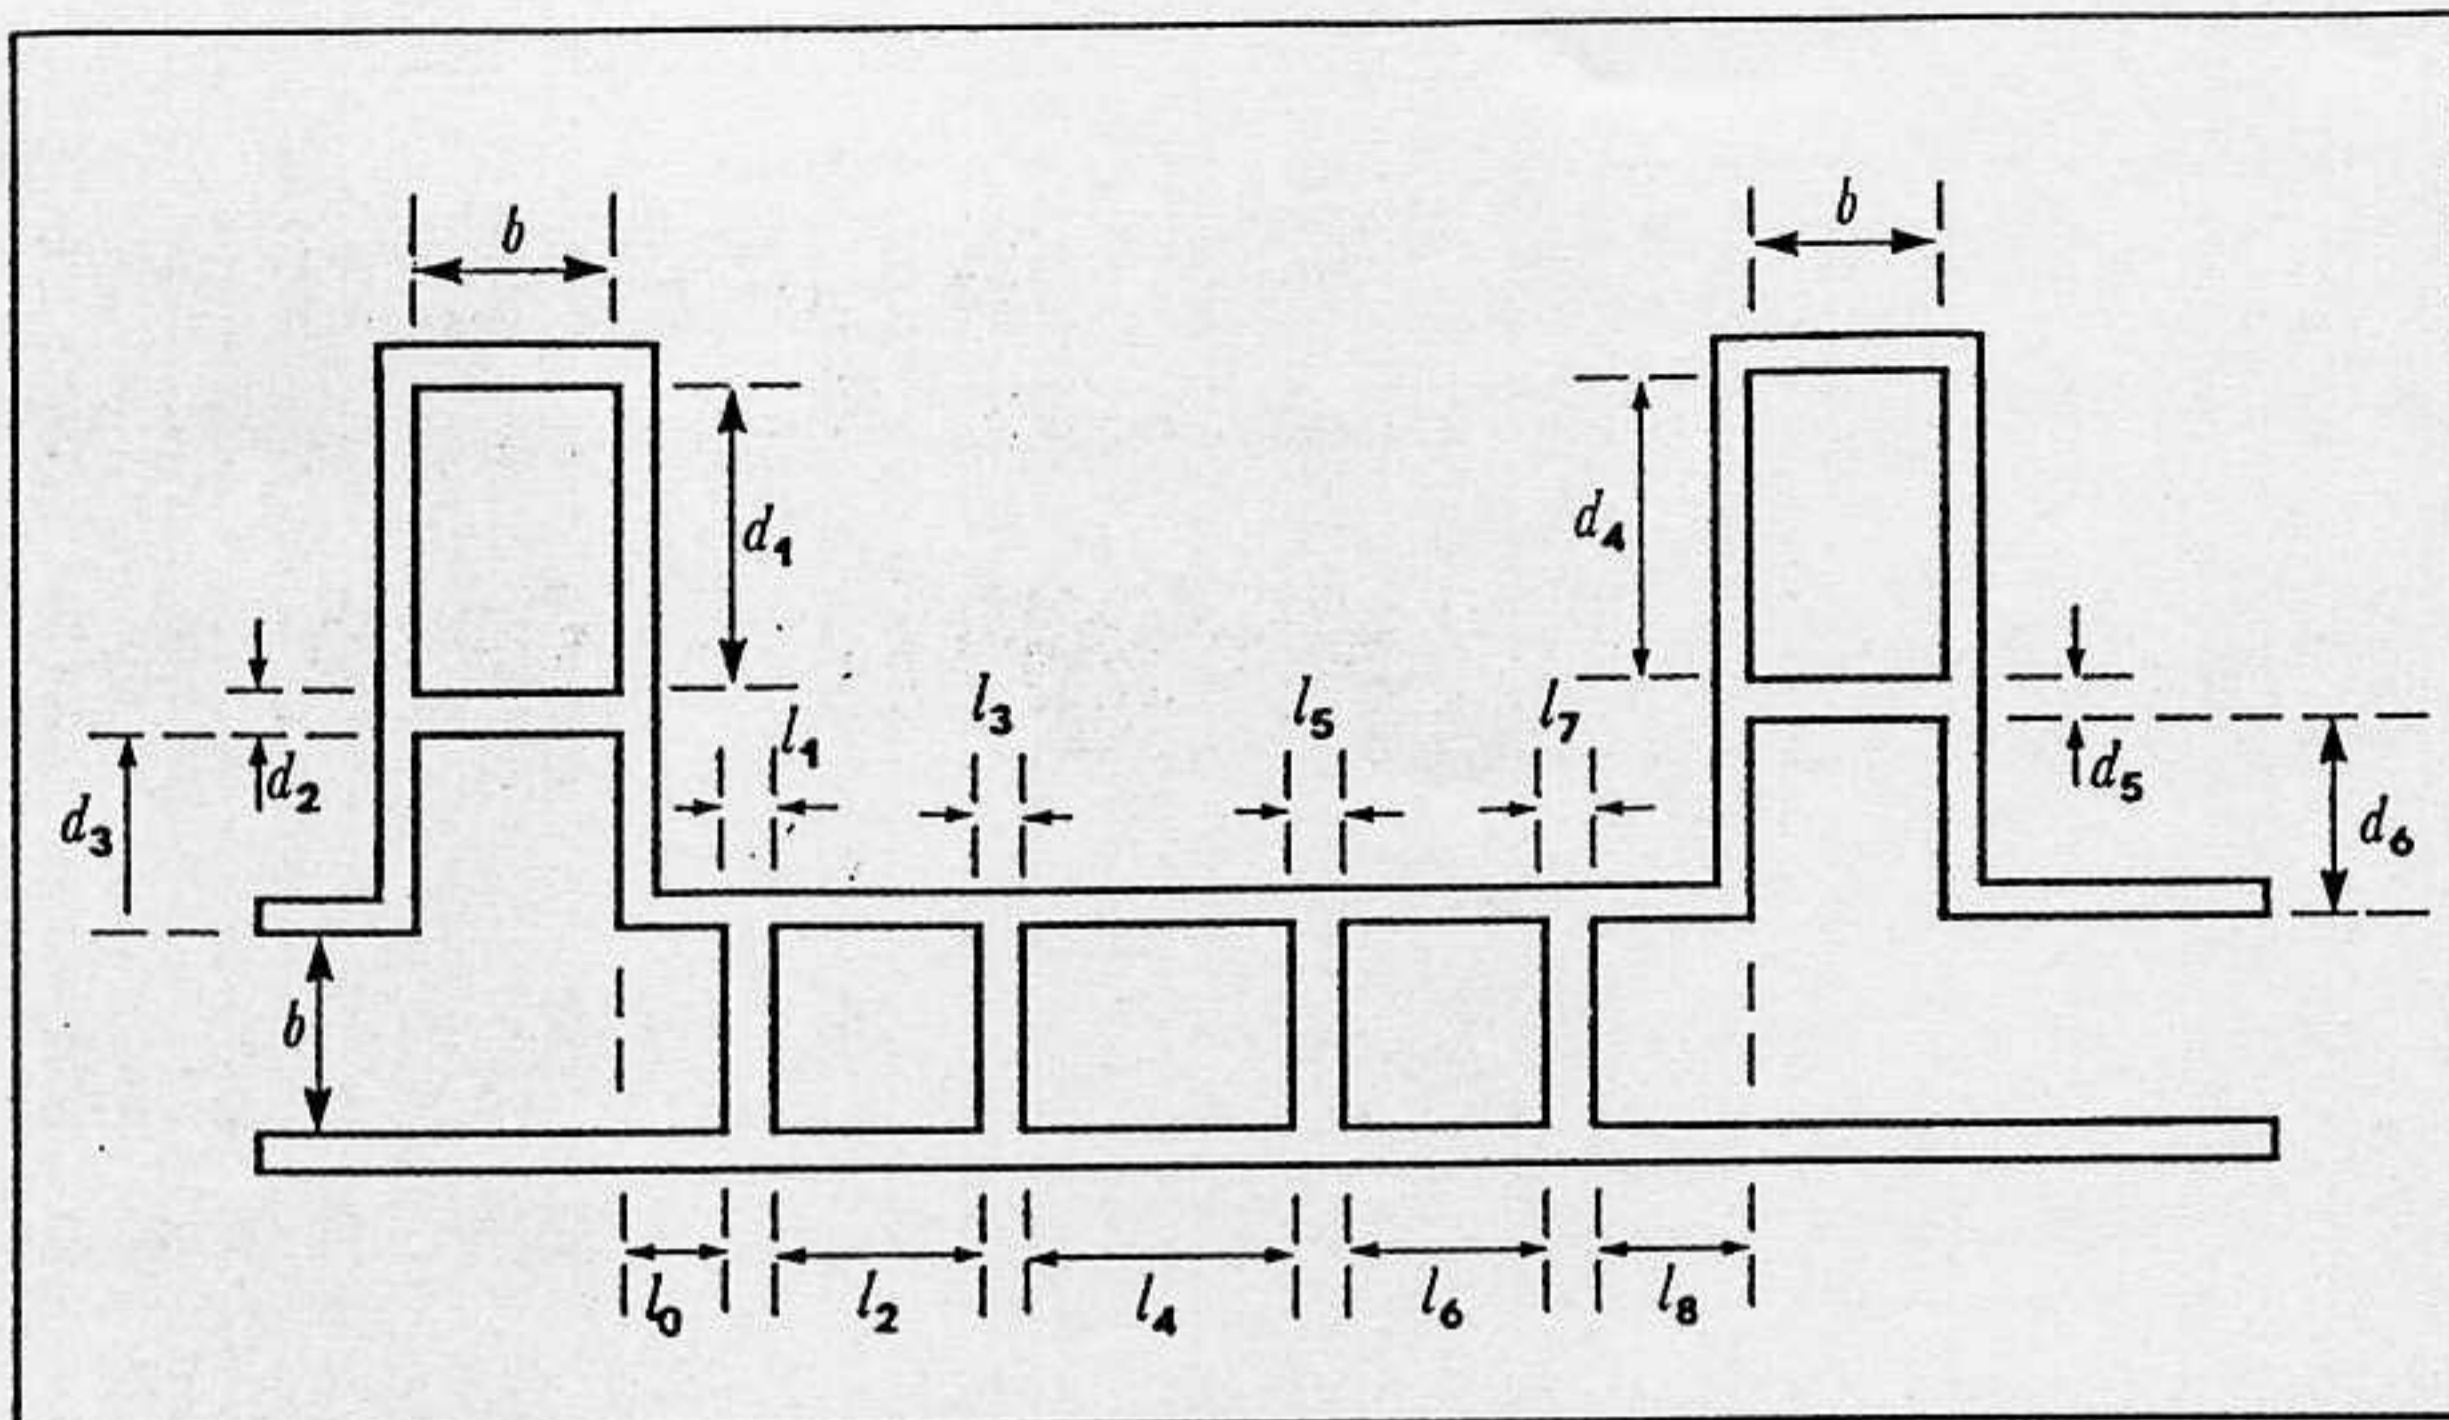 b
b
d₁
d₄
l₃
l₅
l₇
l₁
d₂
d₅
d₃
d₆
b
l₀
l₂
l₄
l₆
l₈